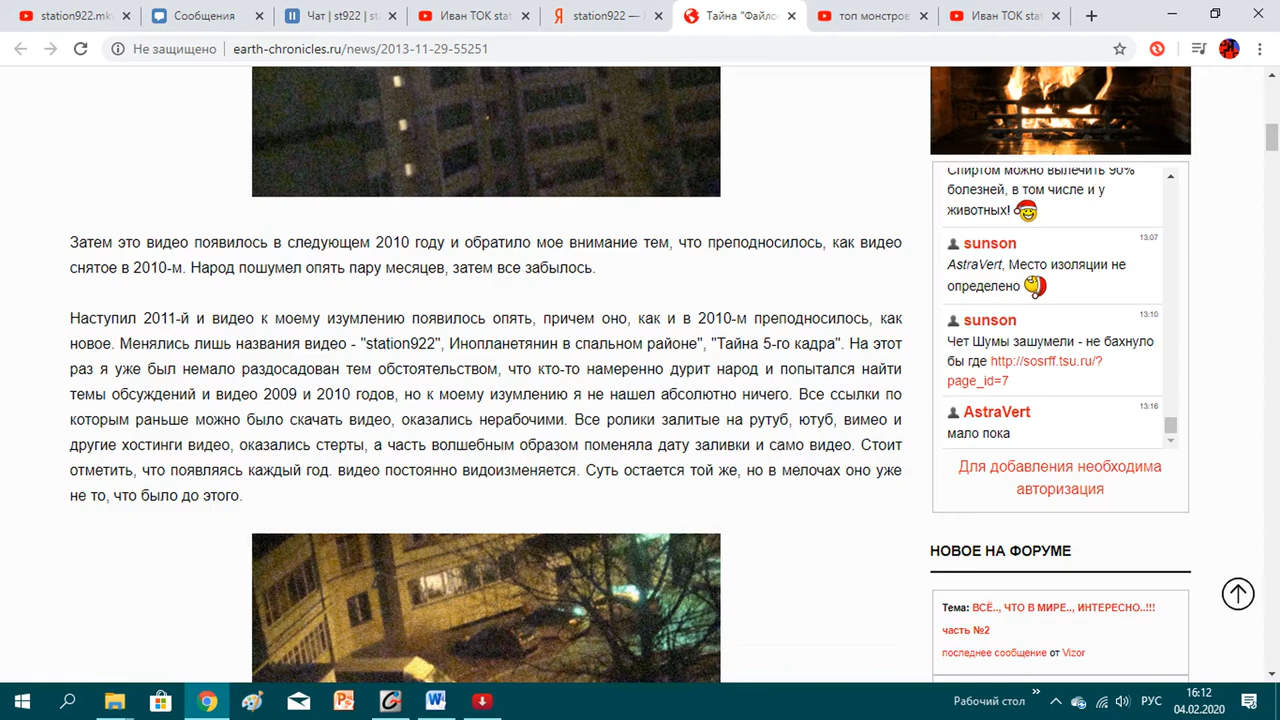 station922.mk
Сообщения
Чат | st922 | st
Иван ТОК stat
station922 —
Тайна "Файло
топ монстров
Иван ТОК stat
Не защищено
earth-chronicles.ru/news/2013-11-29-55251
Затем это видео появилось в следующем 2010 году и обратило мое внимание тем, что преподносилось, как видео
снятое в 2010-м. Народ пошумел опять пару месяцев, затем все забылось.
Наступил 2011-й и видео к моему изумлению появилось опять, причем оно, как и в 2010-м преподносилось, как
новое. Менялись лишь названия видео - "station922", Инопланетянин в спальном районе", "Тайна 5-го кадра". На этот
раз я уже был немало раздосадован тем обстоятельством, что кто-то намеренно дурит народ и попытался найти
темы обсуждений и видео 2009 и 2010 годов, но к моему изумлению я не нашел абсолютно ничего. Все ссылки по
которым раньше можно было скачать видео, оказались нерабочими. Все ролики залитые на рутуб, ютуб, вимео и
другие хостинги видео, оказались стерты, а часть волшебным образом поменяла дату заливки и само видео. Стоит
отметить, что появляясь каждый год. видео постоянно видоизменяется. Суть остается той же, но в мелочах оно уже
не то, что было до этого.
Спиртом можно вылечить 90%
болезней, в том числе и у
животных!
sunson
13:07
AstraVert, Место изоляции не
определено
sunson
13:10
Чет Шумы зашумели - не бахнуло
бы где http://sosrff.tsu.ru/?
page_id=7
AstraVert
13:16
мало пока
Для добавления необходима
авторизация
НОВОЕ НА ФОРУМЕ
Тема: ВСЁ.., ЧТО В МИРЕ.., ИНТЕРЕСНО..!!!
часть №2
последнее сообщение от Vizor
Рабочий стол
РУС
16:12
04.02.2020